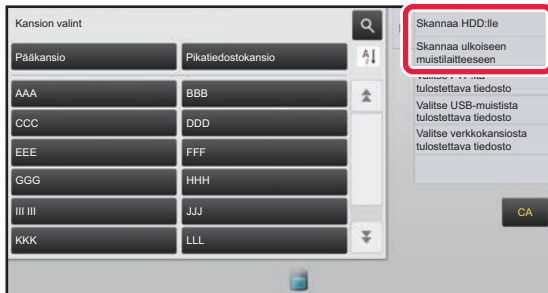 Kansion valint
Pääkansio
Pikatiedostokansio
AAA
BBB
CCC
DDD
EEE
FFF
GGG
HHH
III III
JJJ
KKK
LLL
Skannaa HDD:lle
Skannaa ulkoiseen
muistilaitteeseen
tulostettava tiedosto
Valitse USB-muistista
tulostettava tiedosto
Valitse verkkokansiosta
tulostettava tiedosto
CA